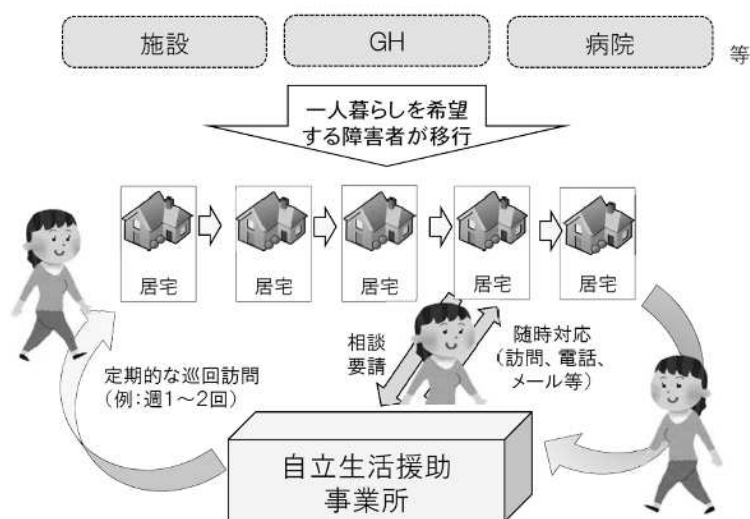 施設
GH
病院
等
一人暮らしを希望
する障害者が移行
居宅
居宅
居宅
居宅
居宅
定期的な巡回訪問
（例：週1～2回）
相談
要請
随時対応
（訪問、電話、
メール等）
自立生活援助
事業所